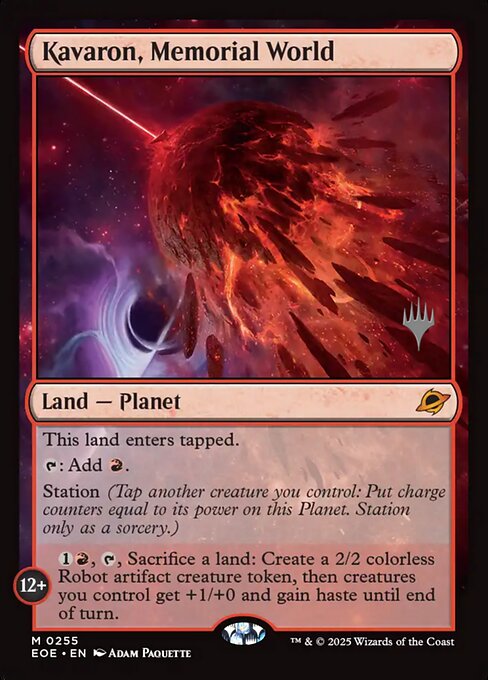 Kavaron, Memorial World
Land — Planet
This land enters tapped.
: Add .
Station (Tap another creature you control: Put charge
counters equal to its power on this Planet. Station
only as a sorcery.)
12+
1 , , Sacrifice a land: Create a 2/2 colorless
Robot artifact creature token, then creatures
you control get +1/+0 and gain haste until end
of turn.
M 0255
EOE • EN Adam Paquette
™ & © 2025 Wizards of the Coast